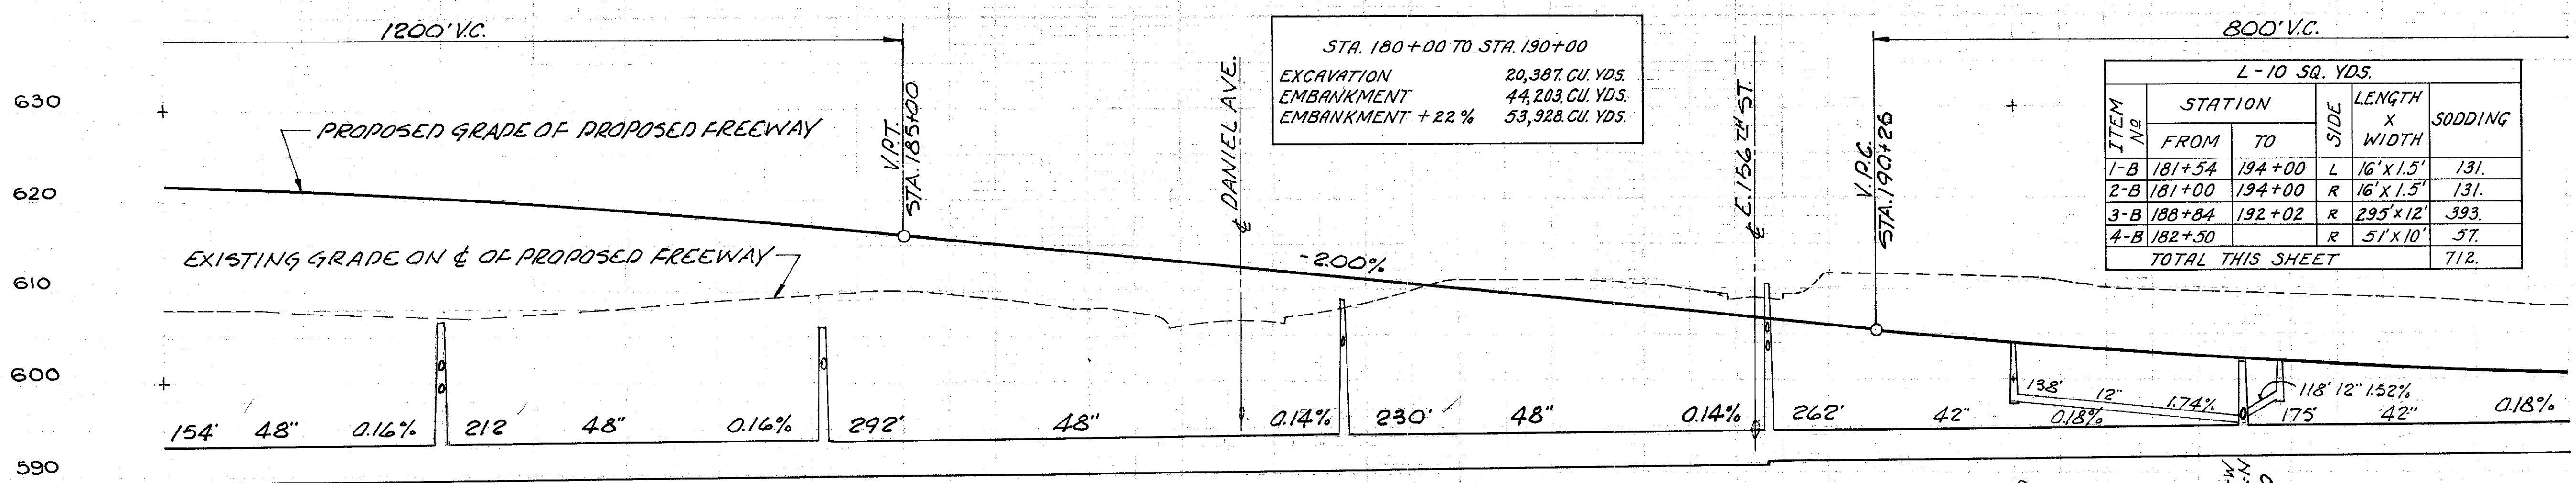 1200' V.C.
800' V.C.
STA. 180+00 TO STA. 190+00
EXCAVATION 20,387. CU. YDS.
EMBANKMENT 44,203. CU. YDS.
EMBANKMENT + 22 % 53,928. CU. YDS.
L-10 SQ. YDS.
ITEM Nº STATION SIDE LENGTH X WIDTH SODDING
FROM TO
1-B 181+54 194+00 L 16' X 1.5' 131.
2-B 181+00 194+00 R 16' X 1.5' 131.
3-B 188+84 192+02 R 295' X 12' 393.
4-B 182+50 R 51' X 10' 57.
TOTAL THIS SHEET 712.
630
620
610
600
590
PROPOSED GRADE OF PROPOSED FREEWAY
V.P.T.
STA. 185+00
℄ DANIEL AVE.
℄ E. 156TH ST.
V.P.C.
STA. 190+25
EXISTING GRADE ON ℄ OF PROPOSED FREEWAY
-2.00%
138' 12" 1.74%
118' 12" 1.52%
154' 48" 0.16%
212 48" 0.16%
292' 48" 0.14%
230' 48" 0.14%
262' 42" 0.18%
175' 42" 0.18%